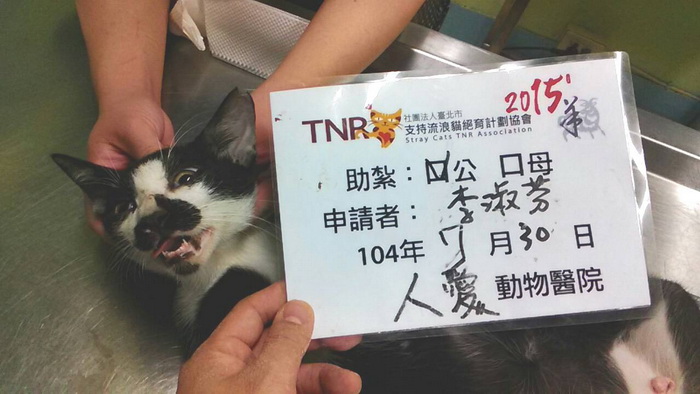 2015
羊
TNR 社團法人臺北市
支持流浪貓絕育計劃協會
Stray Cats TNR Association
助紮：☑公 口母
申請者：李淑芳
104年 7月30日
人愛 動物醫院